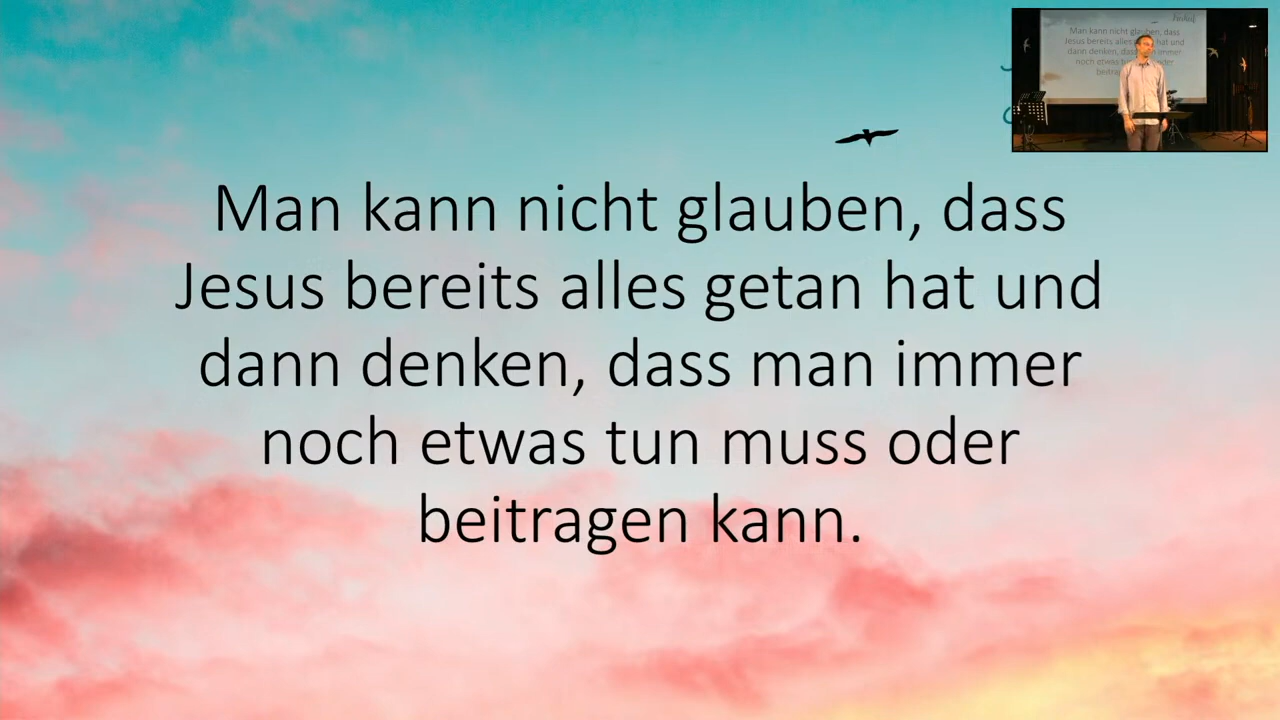 Man kann nicht glauben, dass
Jesus bereits alles getan hat und
dann denken, dass man immer
noch etwas tun muss oder
beitragen kann.